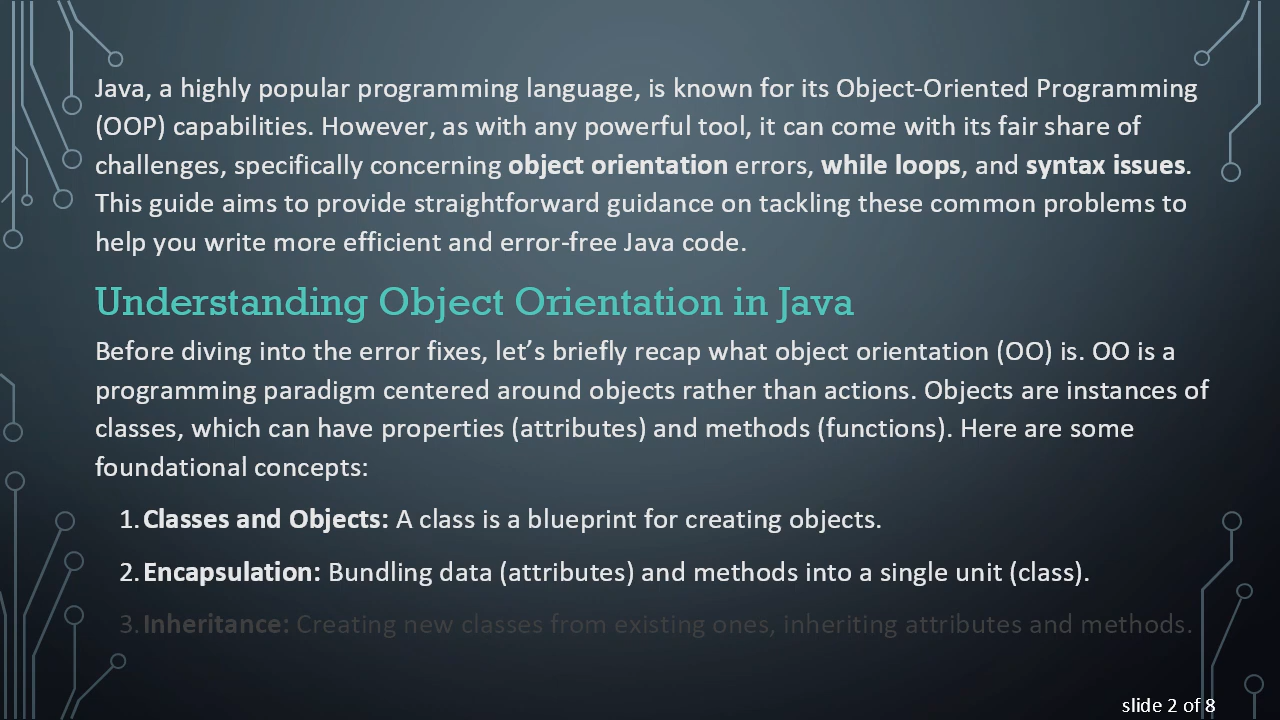 Java, a highly popular programming language, is known for its Object-Oriented Programming
(OOP) capabilities. However, as with any powerful tool, it can come with its fair share of
challenges, specifically concerning object orientation errors, while loops, and syntax issues.
This guide aims to provide straightforward guidance on tackling these common problems to
help you write more efficient and error-free Java code.
Understanding Object Orientation in Java
Before diving into the error fixes, let’s briefly recap what object orientation (OO) is. OO is a
programming paradigm centered around objects rather than actions. Objects are instances of
classes, which can have properties (attributes) and methods (functions). Here are some
foundational concepts:
1. Classes and Objects: A class is a blueprint for creating objects.
2. Encapsulation: Bundling data (attributes) and methods into a single unit (class).
3. Inheritance: Creating new classes from existing ones, inheriting attributes and methods.
slide 2 of 8